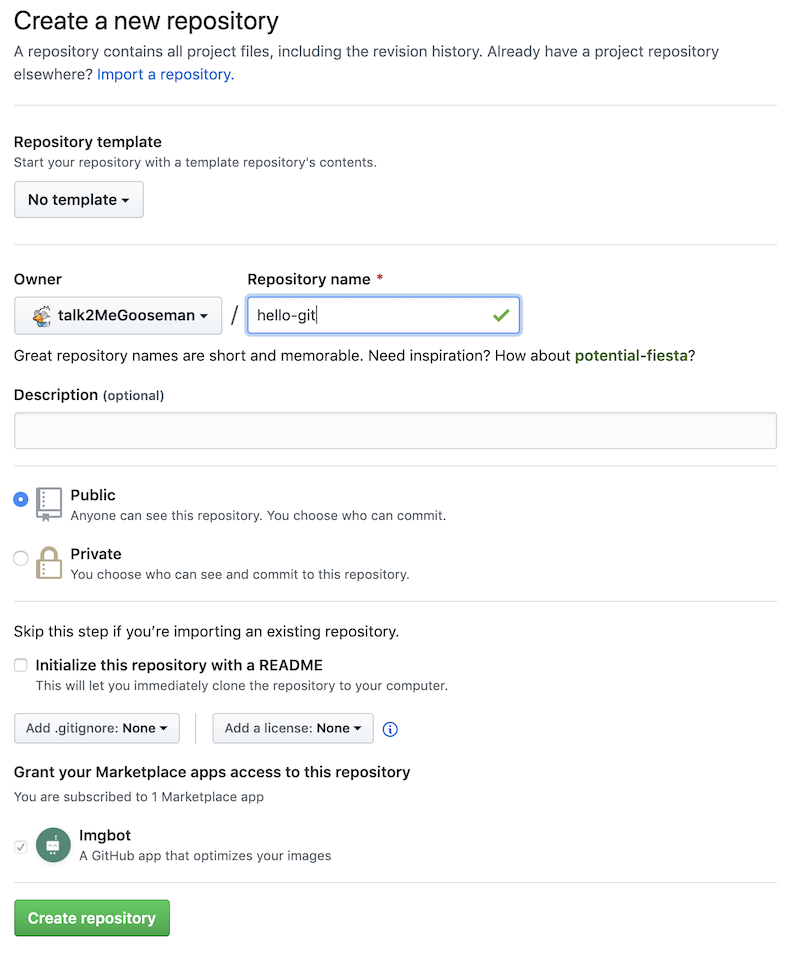 Create a new repository
A repository contains all project files, including the revision history. Already have a project repository
elsewhere? Import a repository.
Repository template
Start your repository with a template repository's contents.
No template
Owner
Repository name *
talk2MeGooseman
/
hello-git
Great repository names are short and memorable. Need inspiration? How about potential-fiesta?
Description (optional)
Public
Anyone can see this repository. You choose who can commit.
Private
You choose who can see and commit to this repository.
Skip this step if you’re importing an existing repository.
Initialize this repository with a README
This will let you immediately clone the repository to your computer.
Add .gitignore: None
Add a license: None
Grant your Marketplace apps access to this repository
You are subscribed to 1 Marketplace app
Imgbot
A GitHub app that optimizes your images
Create repository